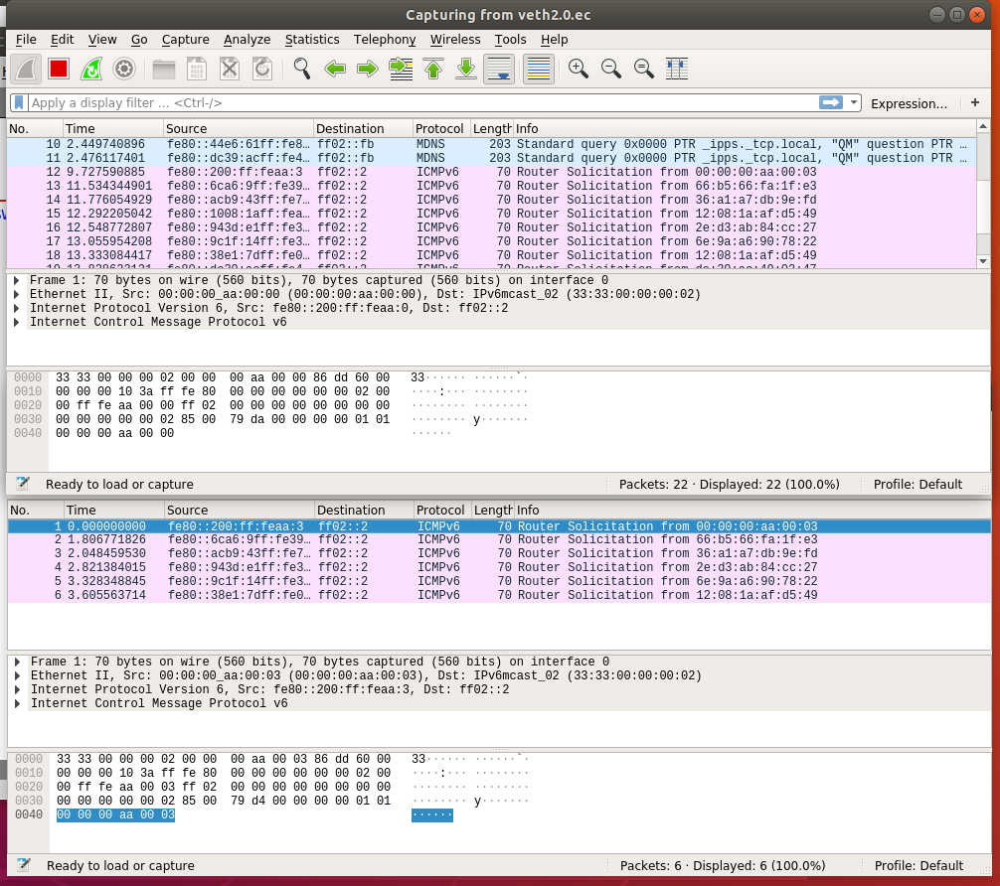 Capturing from veth2.0.ec
File Edit View Go Capture Analyze Statistics Telephony Wireless Tools Help
Apply a display filter … <Ctrl-/> Expression… +
No. Time Source Destination Protocol Length Info
10 2.449740896 fe80::44e6:61ff:fe8… ff02::fb MDNS 203 Standard query 0x0000 PTR _ipps._tcp.local, "QM" question PTR …
11 2.476117401 fe80::dc39:acff:fe4… ff02::fb MDNS 203 Standard query 0x0000 PTR _ipps._tcp.local, "QM" question PTR …
12 9.727590885 fe80::200:ff:feaa:3 ff02::2 ICMPv6 70 Router Solicitation from 00:00:00:aa:00:03
13 11.534344901 fe80::6ca6:9ff:fe39… ff02::2 ICMPv6 70 Router Solicitation from 66:b5:66:fa:1f:e3
14 11.776054929 fe80::acb9:43ff:fe7… ff02::2 ICMPv6 70 Router Solicitation from 36:a1:a7:db:9e:fd
15 12.292205042 fe80::1008:1aff:fea… ff02::2 ICMPv6 70 Router Solicitation from 12:08:1a:af:d5:49
16 12.548772807 fe80::943d:e1ff:fe3… ff02::2 ICMPv6 70 Router Solicitation from 2e:d3:ab:84:cc:27
17 13.055954208 fe80::9c1f:14ff:fe3… ff02::2 ICMPv6 70 Router Solicitation from 6e:9a:a6:90:78:22
18 13.333084417 fe80::38e1:7dff:fe0… ff02::2 ICMPv6 70 Router Solicitation from 12:08:1a:af:d5:49
Frame 1: 70 bytes on wire (560 bits), 70 bytes captured (560 bits) on interface 0
Ethernet II, Src: 00:00:00_aa:00:00 (00:00:00:aa:00:00), Dst: IPv6mcast_02 (33:33:00:00:00:02)
Internet Protocol Version 6, Src: fe80::200:ff:feaa:0, Dst: ff02::2
Internet Control Message Protocol v6
0000 33 33 00 00 00 02 00 00 00 aa 00 00 86 dd 60 00 33······ ······`·
0010 00 00 00 10 3a ff fe 80 00 00 00 00 00 00 02 00 ····:··· ········
0020 00 ff fe aa 00 00 ff 02 00 00 00 00 00 00 00 00 ········ ········
0030 00 00 00 00 00 02 85 00 79 da 00 00 00 00 01 01 ········ y·······
0040 00 00 00 aa 00 00 ······
Ready to load or capture Packets: 22 · Displayed: 22 (100.0%) Profile: Default
No. Time Source Destination Protocol Length Info
1 0.000000000 fe80::200:ff:feaa:3 ff02::2 ICMPv6 70 Router Solicitation from 00:00:00:aa:00:03
2 1.806771868 fe80::6ca6:9ff:fe39… ff02::2 ICMPv6 70 Router Solicitation from 66:b5:66:fa:1f:e3
3 2.048459530 fe80::acb9:43ff:fe7… ff02::2 ICMPv6 70 Router Solicitation from 36:a1:a7:db:9e:fd
4 2.821384015 fe80::943d:e1ff:fe3… ff02::2 ICMPv6 70 Router Solicitation from 2e:d3:ab:84:cc:27
5 3.328348845 fe80::9c1f:14ff:fe3… ff02::2 ICMPv6 70 Router Solicitation from 6e:9a:a6:90:78:22
6 3.605563714 fe80::38e1:7dff:fe0… ff02::2 ICMPv6 70 Router Solicitation from 12:08:1a:af:d5:49
Frame 1: 70 bytes on wire (560 bits), 70 bytes captured (560 bits) on interface 0
Ethernet II, Src: 00:00:00_aa:00:03 (00:00:00:aa:00:03), Dst: IPv6mcast_02 (33:33:00:00:00:02)
Internet Protocol Version 6, Src: fe80::200:ff:feaa:3, Dst: ff02::2
Internet Control Message Protocol v6
0000 33 33 00 00 00 02 00 00 00 aa 00 03 86 dd 60 00 33······ ······`·
0010 00 00 00 10 3a ff fe 80 00 00 00 00 00 00 02 00 ····:··· ········
0020 00 ff fe aa 00 03 ff 02 00 00 00 00 00 00 00 00 ········ ········
0030 00 00 00 00 00 02 85 00 79 d4 00 00 00 00 01 01 ········ y·······
0040 00 00 00 aa 00 03 ······
Ready to load or capture Packets: 6 · Displayed: 6 (100.0%) Profile: Default